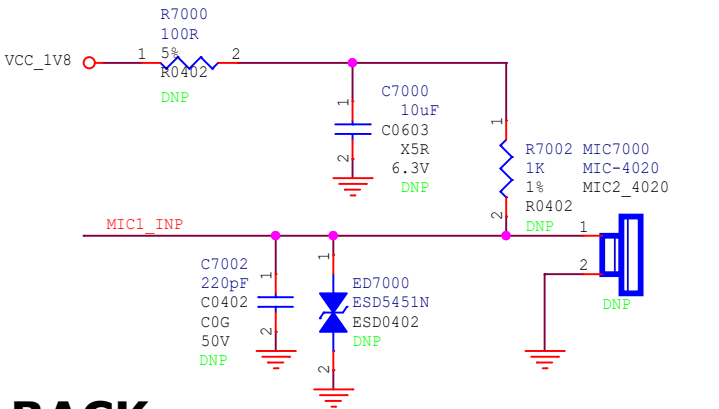 R7000
100R
5%
R0402
DNP
VCC_1V8
1
2
C7000
10uF
C0603
X5R
6.3V
DNP
1
2
R7002
1K
1%
R0402
DNP
1
2
MIC7000
MIC-4020
MIC2_4020
1
2
DNP
MIC1_INP
C7002
220pF
C0402
C0G
50V
DNP
1
2
ED7000
ESD5451N
ESD0402
DNP
1
2
BACK